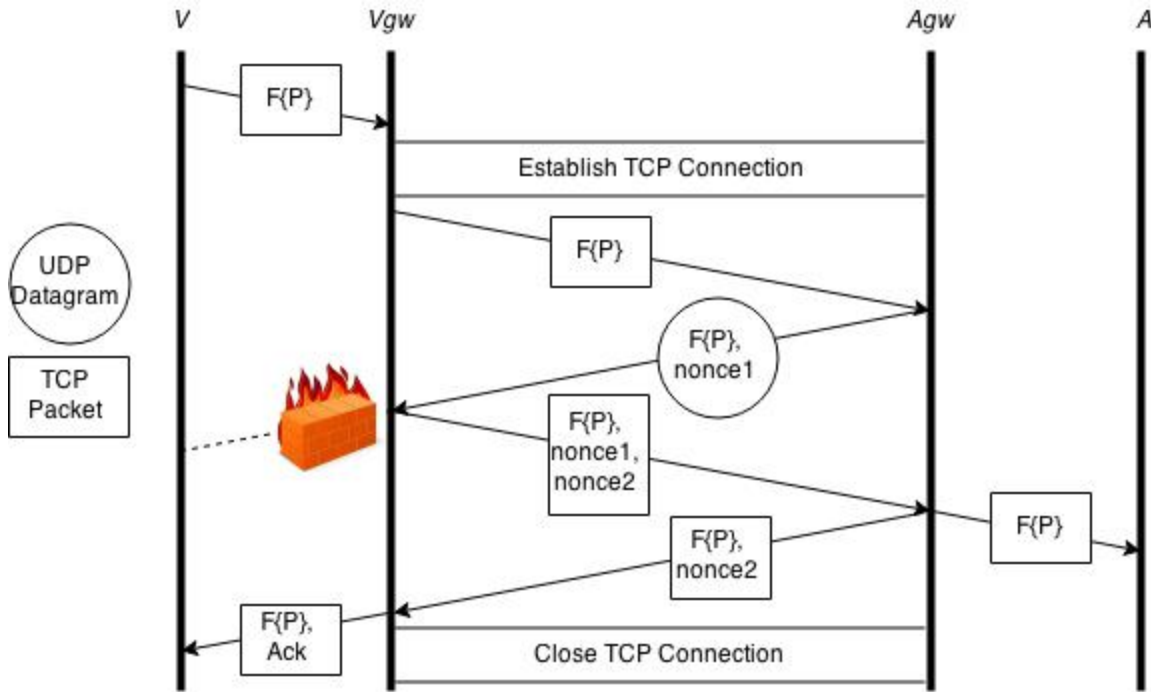 V
Vgw
Agw
A
F{P}
Establish TCP Connection
F{P}
UDP
Datagram
F{P},
nonce1
TCP
Packet
F{P},
nonce1,
nonce2
F{P}
F{P},
nonce2
F{P},
Ack
Close TCP Connection